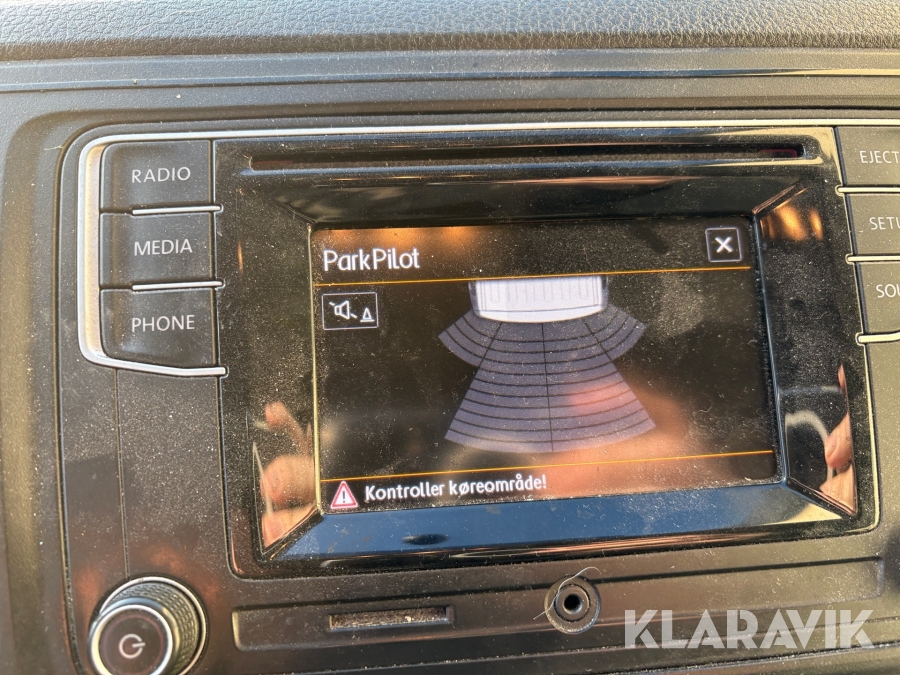 RADIO
MEDIA
PHONE
EJECT
ParkPilot
Kontroller køreområde!
KLARAVIK